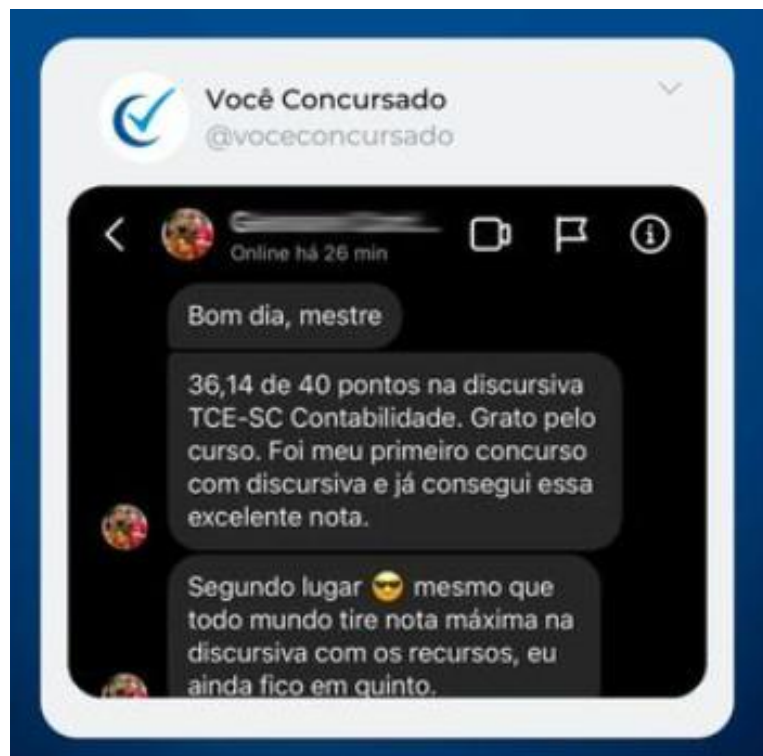 Você Concursado
@voceconcursado
Online há 26 min
Bom dia, mestre
36,14 de 40 pontos na discursiva
TCE-SC Contabilidade. Grato pelo
curso. Foi meu primeiro concurso
com discursiva e já consegui essa
excelente nota.
Segundo lugar 😎 mesmo que
todo mundo tire nota máxima na
discursiva com os recursos, eu
ainda fico em quinto.